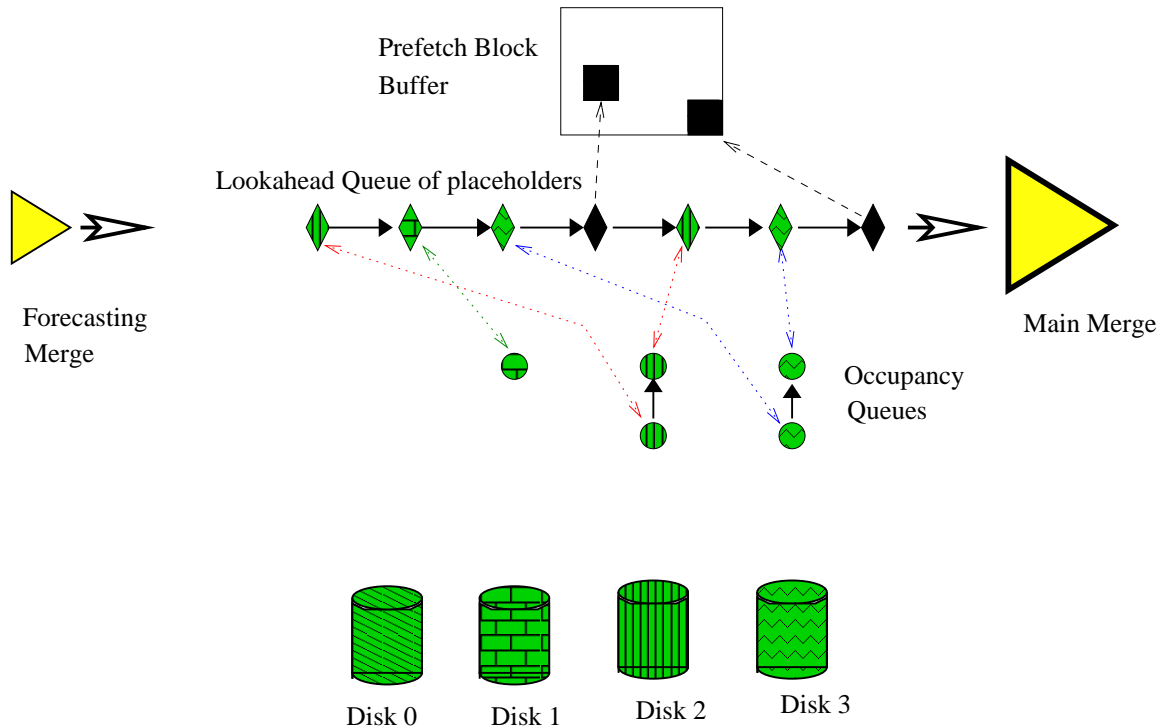 Prefetch Block
Buffer
Lookahead Queue of placeholders
Forecasting
Merge
Main Merge
Occupancy
Queues
Disk 0
Disk 1
Disk 2
Disk 3